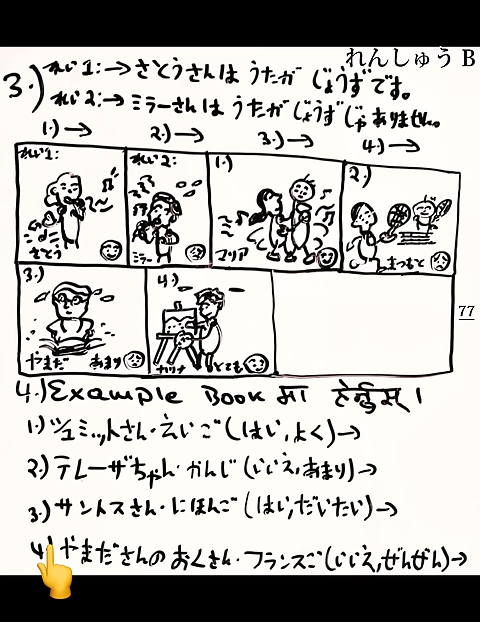 れんしゅう B
3.) れい1:→さとうさんは うたが じょうずです。
れい2:→ミラーさんは うたが じょうずじゃ ありません。
1.)→ 2.)→ 3.)→ 4.)→
れい1: れい2: 1.) 2.)
さとう ミラー マリア まつもと
3.) 4.)
やまだ あまり カリナ とても
77
4.) Example Book मा हेर्नुस् ।
1.) シュミットさん・えいご(はい,よく)→
2.) テレーザちゃん・かんじ(いいえ,あまり)→
3.) サントスさん・にほんご(はい,だいたい)→
4.) やまださんの おくさん・フランスご(いいえ,ぜんぜん)→